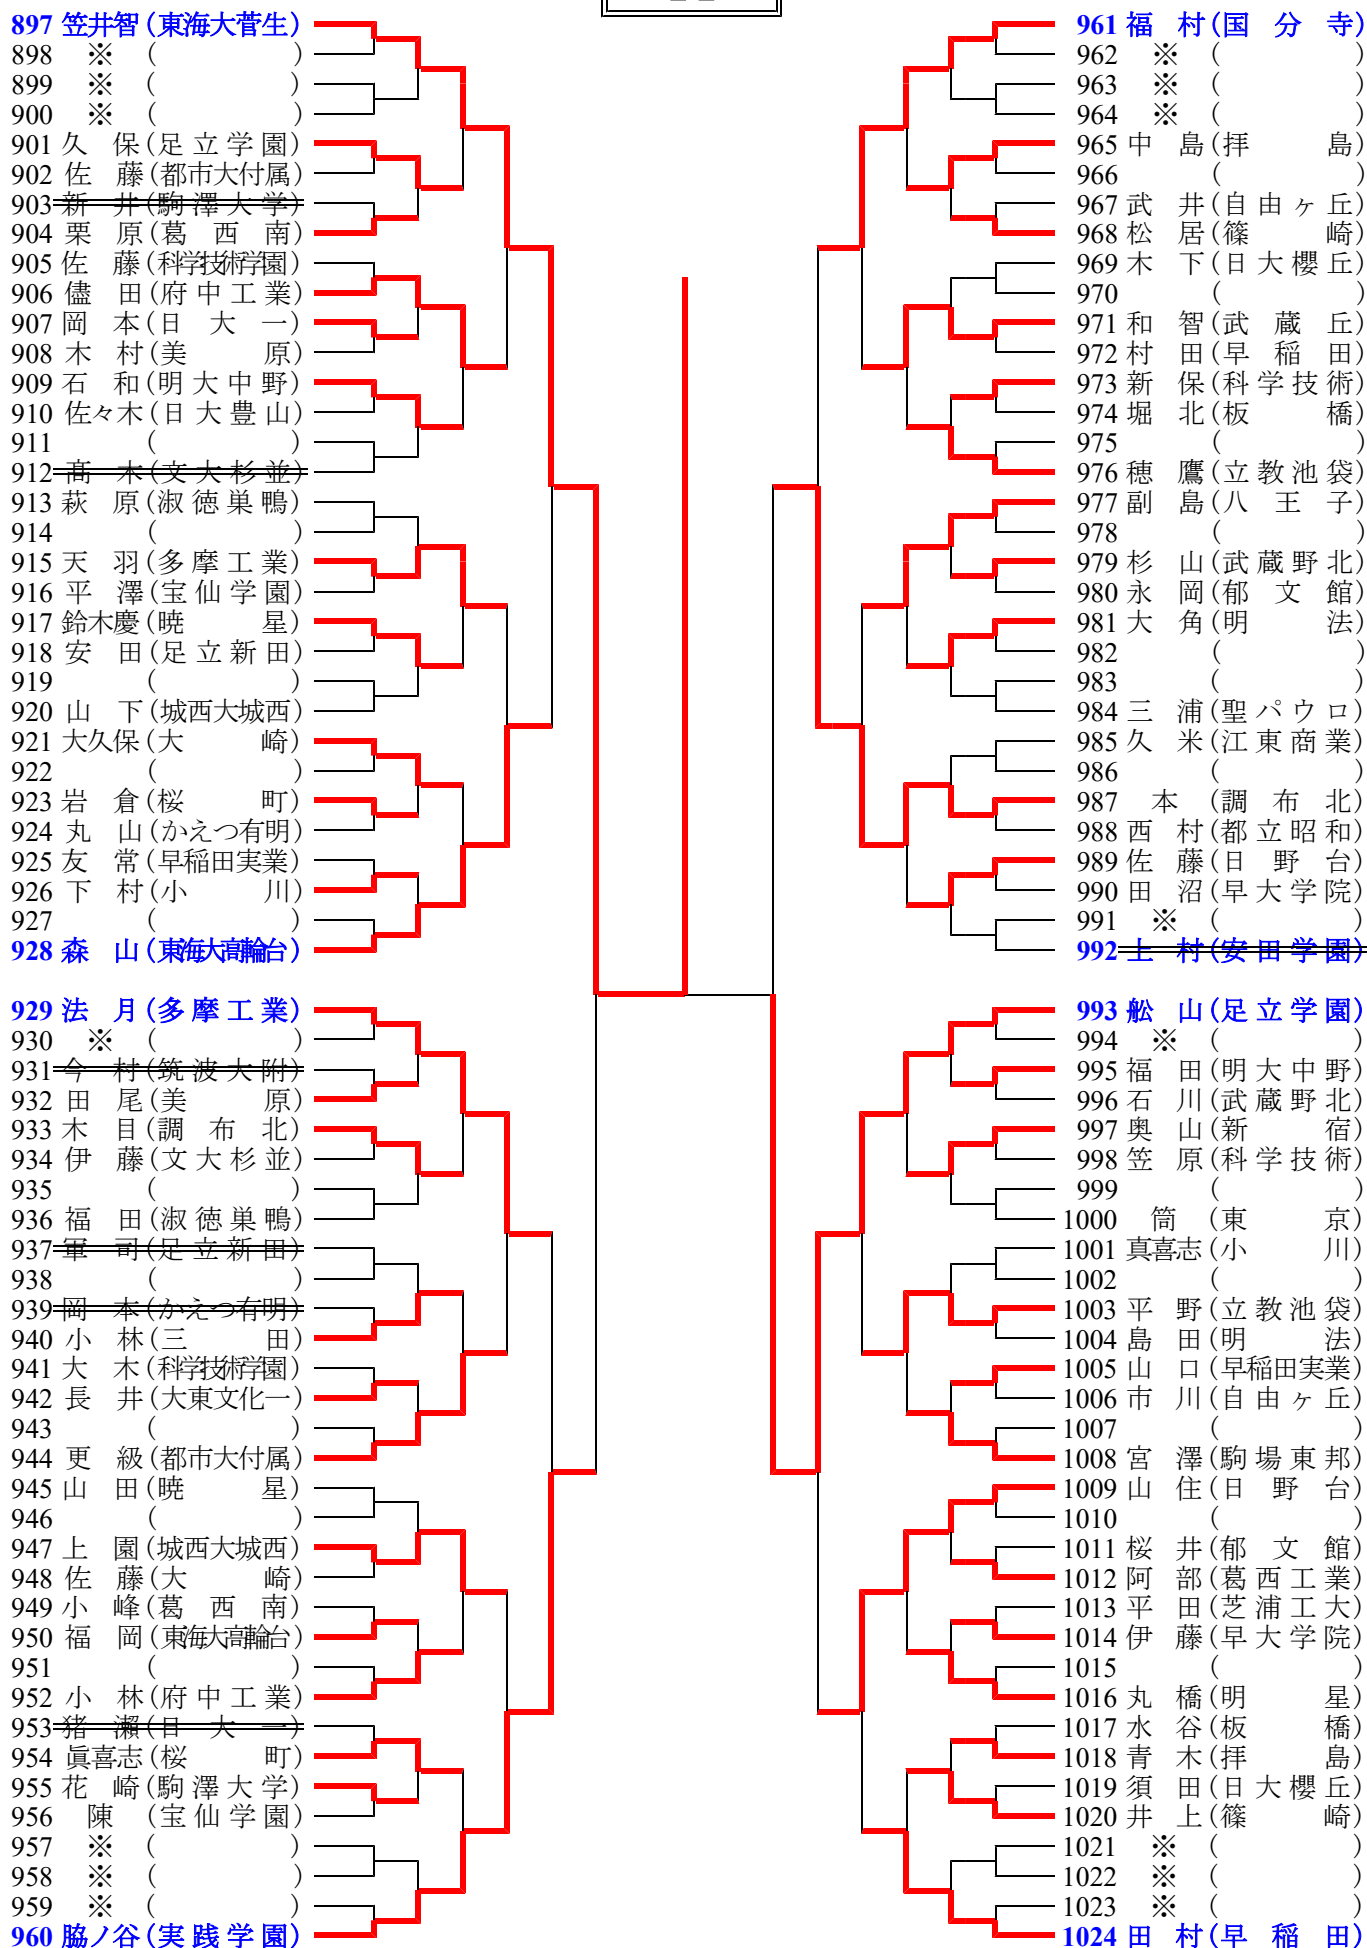 897 笠井智(東海大菅生)
898 ※ ( )
899 ※ ( )
900 ※ ( )
901 久 保(足立学園)
902 佐 藤(都市大付属)
903 新 井(駒澤大学)
904 栗 原(葛 西 南)
905 佐 藤(科学技術学園)
906 儘 田(府中工業)
907 岡 本(日 大 一)
908 木 村(美 原)
909 石 和(明大中野)
910 佐々木(日大豊山)
911 ( )
912 髙 木(文大杉並)
913 萩 原(淑徳巣鴨)
914 ( )
915 天 羽(多摩工業)
916 平 澤(宝仙学園)
917 鈴木慶(暁 星)
918 安 田(足立新田)
919 ( )
920 山 下(城西大城西)
921 大久保(大 崎)
922 ( )
923 岩 倉(桜 町)
924 丸 山(かえつ有明)
925 友 常(早稲田実業)
926 下 村(小 川)
927 ( )
928 森 山(東海大高輪台)
929 法 月(多摩工業)
930 ※ ( )
931 今 村(筑波大附)
932 田 尾(美 原)
933 木 目(調 布 北)
934 伊 藤(文大杉並)
935 ( )
936 福 田(淑徳巣鴨)
937 軍 司(足立新田)
938 ( )
939 岡 本(かえつ有明)
940 小 林(三 田)
941 大 木(科学技術学園)
942 長 井(大東文化一)
943 ( )
944 更 級(都市大付属)
945 山 田(暁 星)
946 ( )
947 上 園(城西大城西)
948 佐 藤(大 崎)
949 小 峰(葛 西 南)
950 福 岡(東海大高輪台)
951 ( )
952 小 林(府中工業)
953 猪 瀬(日 大 一)
954 眞喜志(桜 町)
955 花 崎(駒澤大学)
956 陳 (宝仙学園)
957 ※ ( )
958 ※ ( )
959 ※ ( )
960 脇ノ谷(実践学園)
961 福 村(国 分 寺)
962 ※ ( )
963 ※ ( )
964 ※ ( )
965 中 島(拝 島)
966 ( )
967 武 井(自由ヶ丘)
968 松 居(篠 崎)
969 木 下(日大櫻丘)
970 ( )
971 和 智(武 蔵 丘)
972 村 田(早 稲 田)
973 新 保(科学技術)
974 堀 北(板 橋)
975 ( )
976 穂 鷹(立教池袋)
977 副 島(八 王 子)
978 ( )
979 杉 山(武蔵野北)
980 永 岡(郁 文 館)
981 大 角(明 法)
982 ( )
983 ( )
984 三 浦(聖パウロ)
985 久 米(江東商業)
986 ( )
987 本 (調 布 北)
988 西 村(都立昭和)
989 佐 藤(日 野 台)
990 田 沼(早大学院)
991 ※ ( )
992 上 村(安田学園)
993 舩 山(足立学園)
994 ※ ( )
995 福 田(明大中野)
996 石 川(武蔵野北)
997 奥 山(新 宿)
998 笠 原(科学技術)
999 ( )
1000 筒 (東 京)
1001 真喜志(小 川)
1002 ( )
1003 平 野(立教池袋)
1004 島 田(明 法)
1005 山 口(早稲田実業)
1006 市 川(自由ヶ丘)
1007 ( )
1008 宮 澤(駒場東邦)
1009 山 住(日 野 台)
1010 ( )
1011 桜 井(郁 文 館)
1012 阿 部(葛西工業)
1013 平 田(芝浦工大)
1014 伊 藤(早大学院)
1015 ( )
1016 丸 橋(明 星)
1017 水 谷(板 橋)
1018 青 木(拝 島)
1019 須 田(日大櫻丘)
1020 井 上(篠 崎)
1021 ※ ( )
1022 ※ ( )
1023 ※ ( )
1024 田 村(早 稲 田)